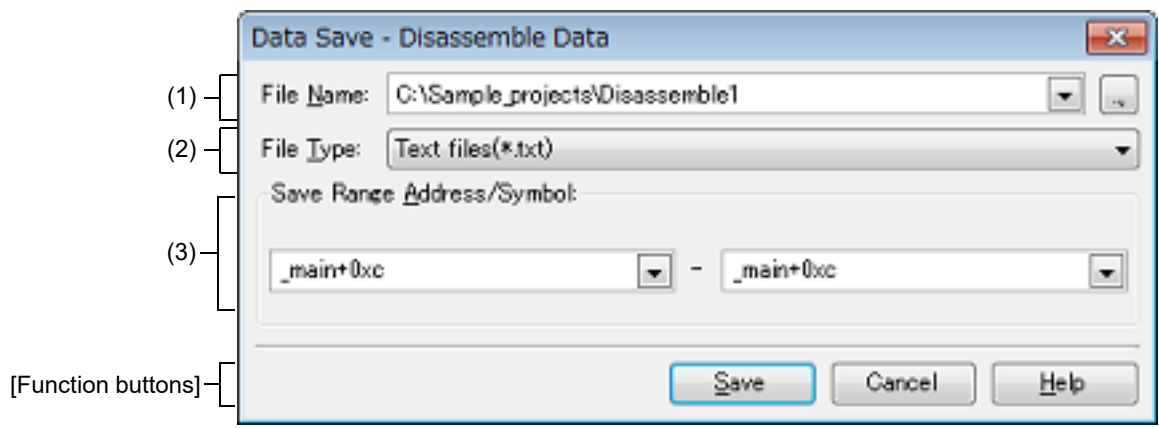 Data Save - Disassemble Data
(1) File Name: C:\Sample_projects\Disassemble1 ...
(2) File Type: Text files(*.txt)
Save Range Address/Symbol:
(3) _main+0xc - _main+0xc
[Function buttons] Save Cancel Help